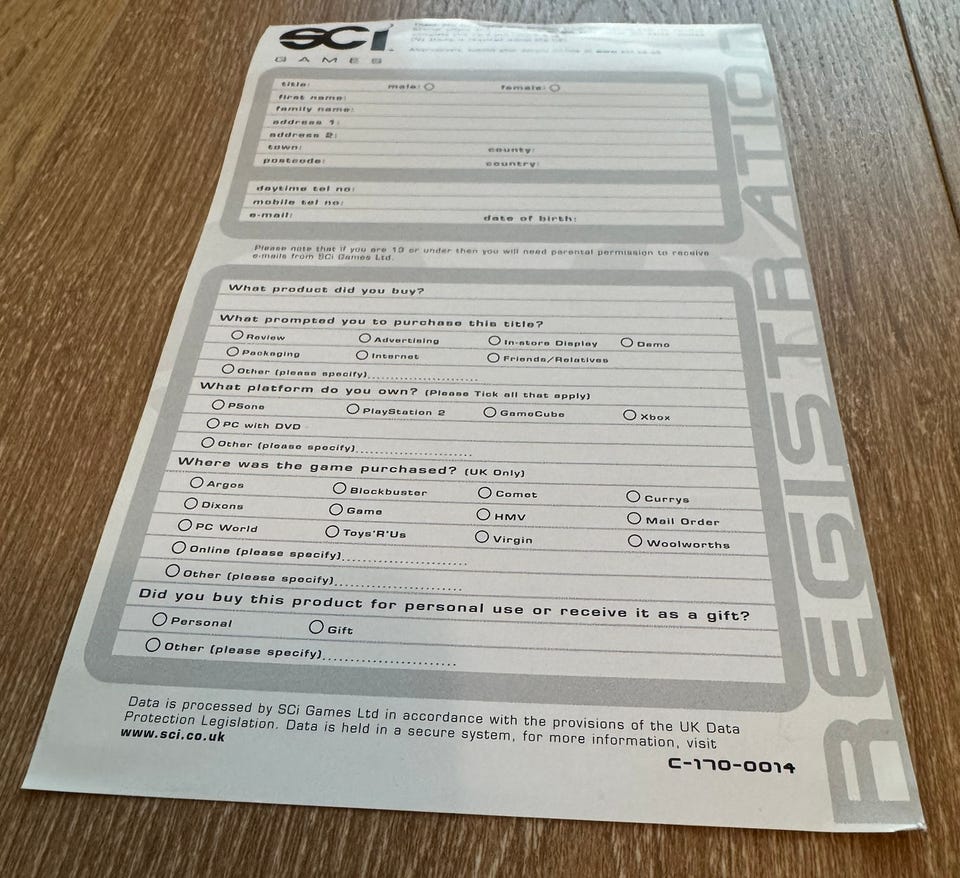 SCi
GAMES
title: male: female:
first name:
family name:
address 1:
address 2:
town: county:
postcode: country:
daytime tel no:
mobile tel no:
e-mail: date of birth:
Please note that if you are 13 or under then you will need parental permission to receive
e-mails from SCi Games Ltd.
What product did you buy?
What prompted you to purchase this title?
Review Advertising In-store Display Demo
Packaging Internet Friends/Relatives
Other (please specify)........................
What platform do you own? (Please Tick all that apply)
PSone PlayStation 2 GameCube Xbox
PC with DVD
Other (please specify)........................
Where was the game purchased? (UK Only)
Argos Blockbuster Comet Currys
Dixons Game HMV Mail Order
PC World Toys'R'Us Virgin Woolworths
Online (please specify)........................
Other (please specify)........................
Did you buy this product for personal use or receive it as a gift?
Personal Gift
Other (please specify)........................
Data is processed by SCi Games Ltd in accordance with the provisions of the UK Data
Protection Legislation. Data is held in a secure system, for more information, visit
www.sci.co.uk
C-170-0014
REGISTRATION